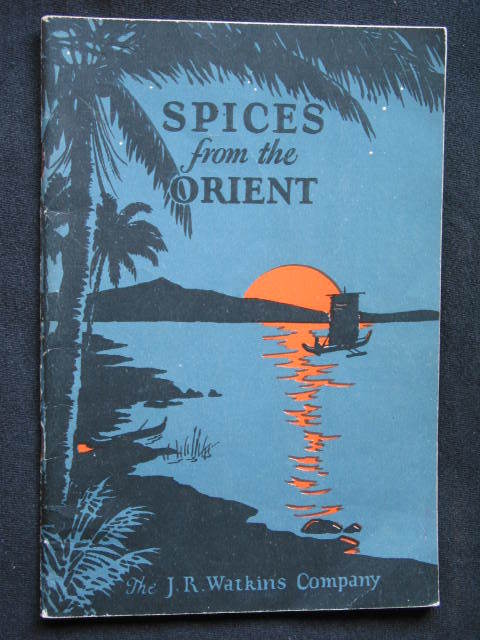 SPICES
from the
ORIENT
The J.R. Watkins Company